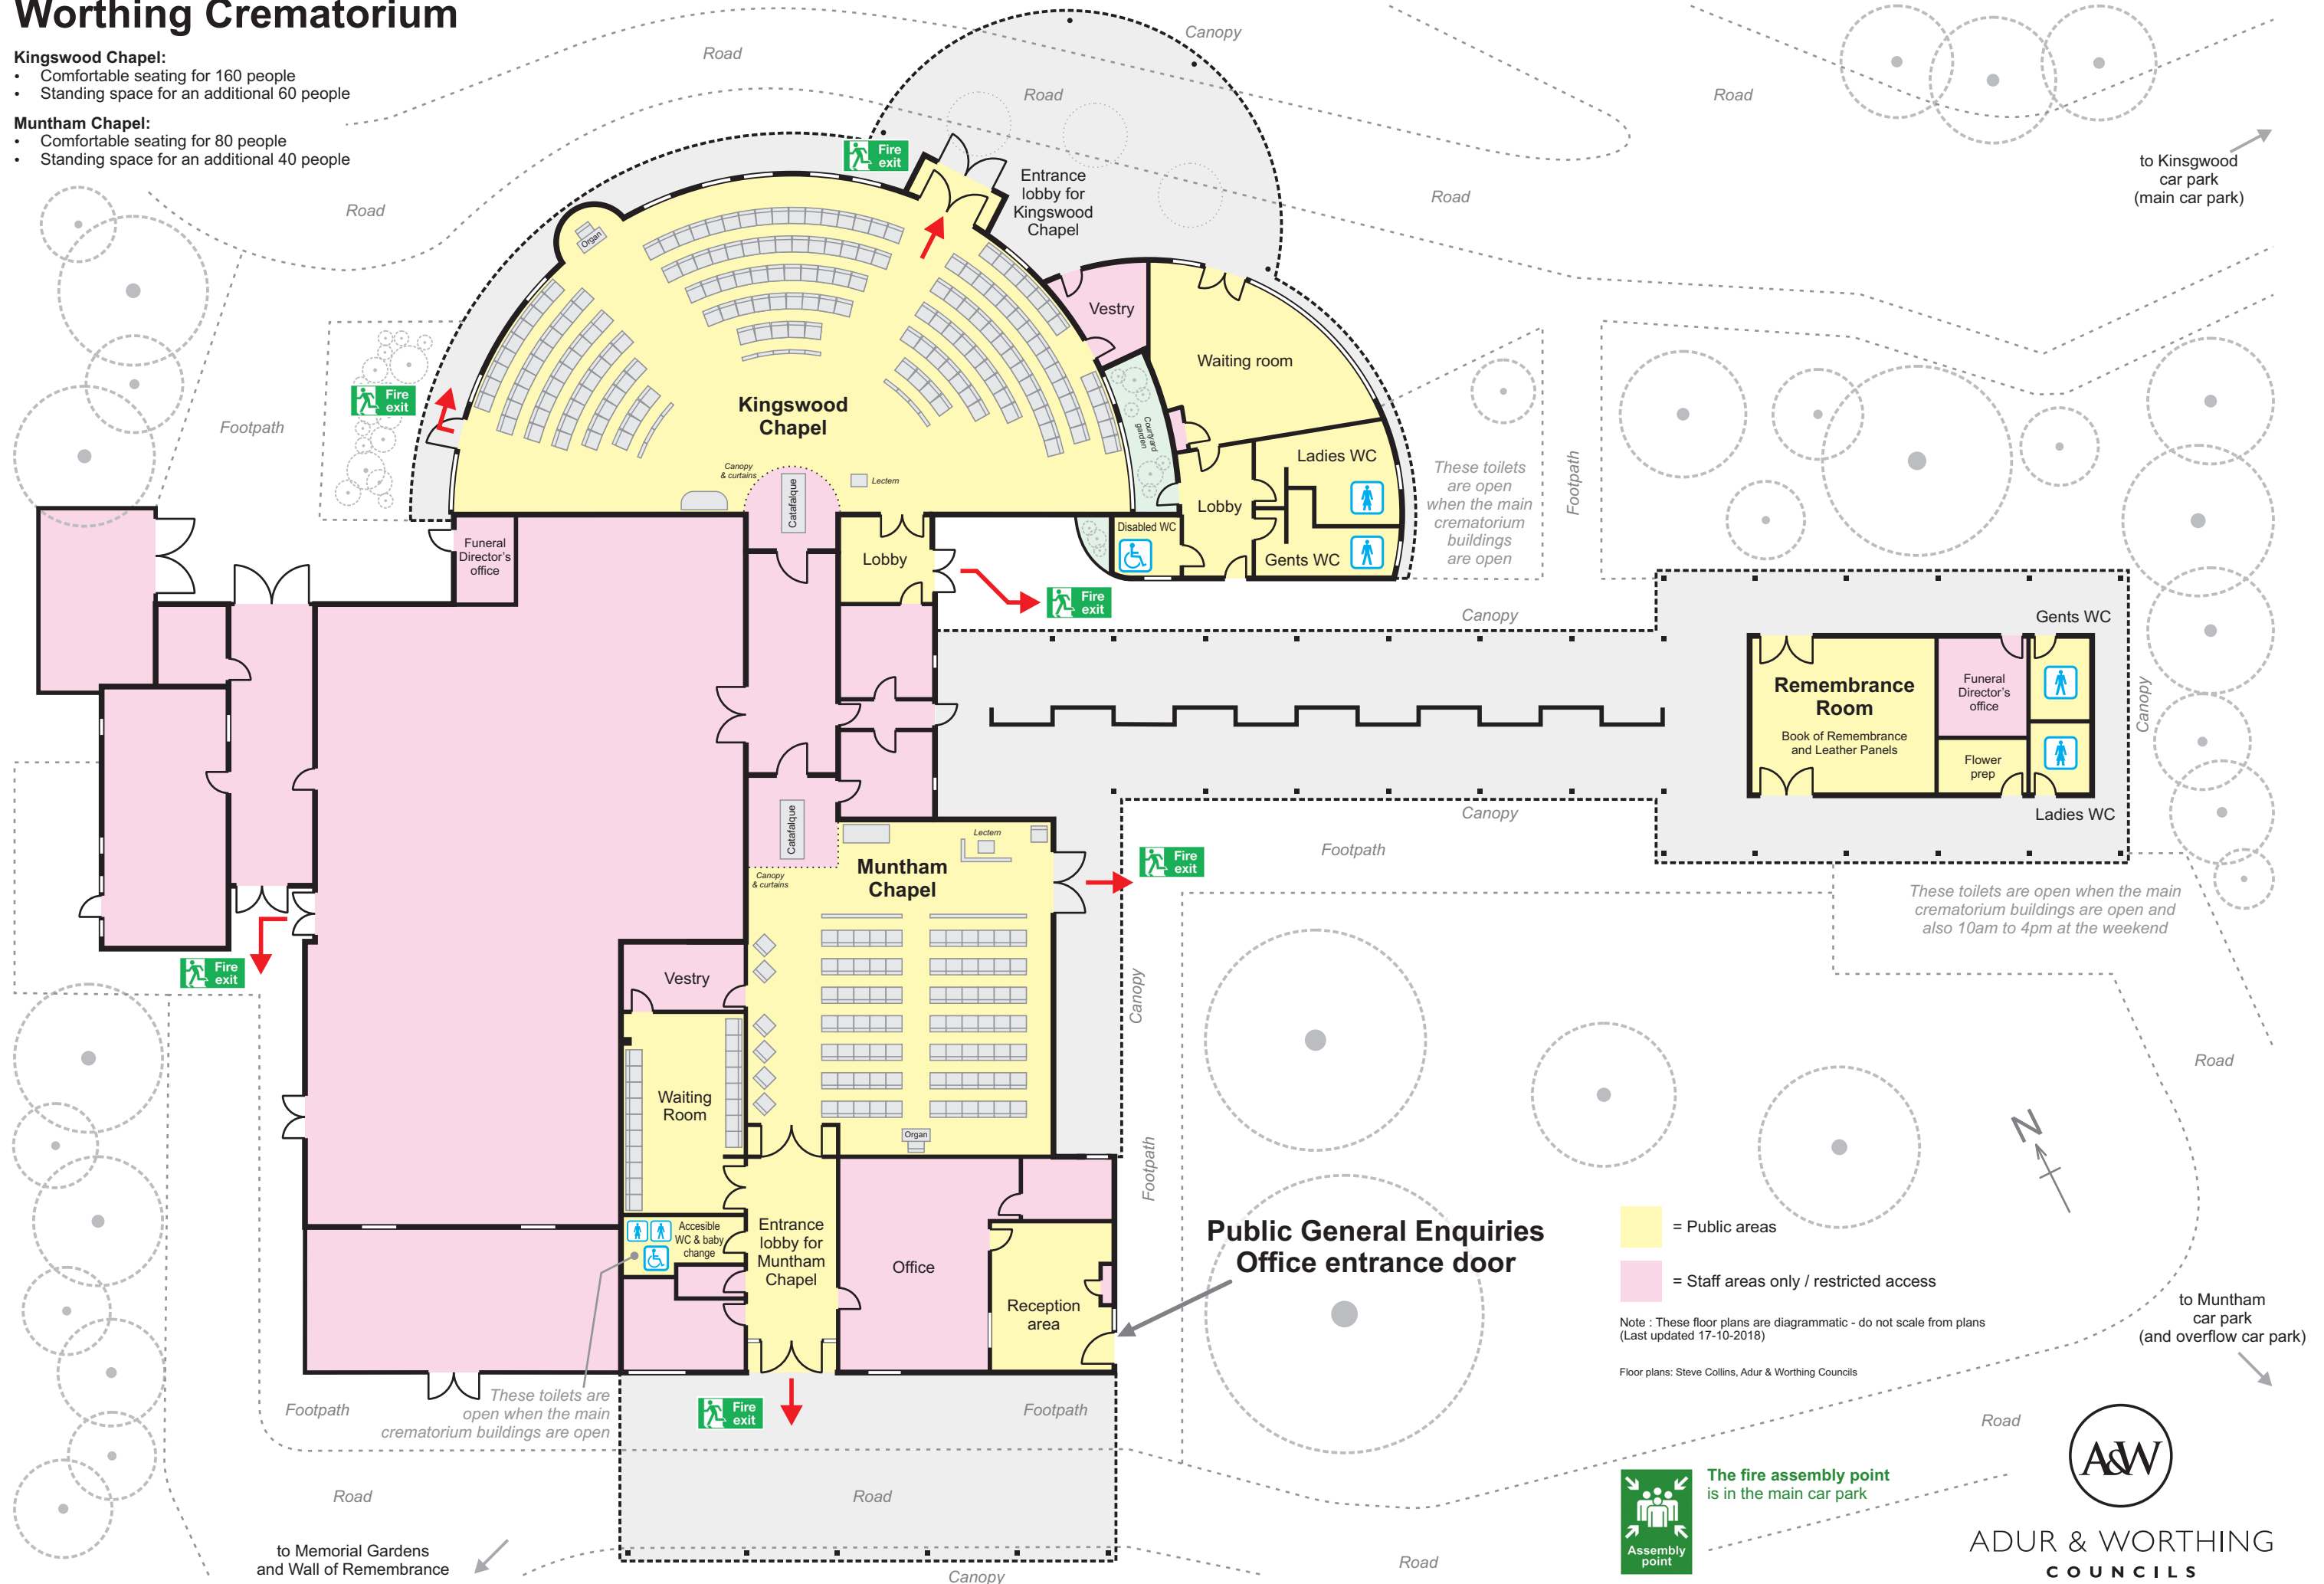 Worthing Crematorium
Kingswood Chapel:
• Comfortable seating for 160 people
• Standing space for an additional 60 people
Muntham Chapel:
• Comfortable seating for 80 people
• Standing space for an additional 40 people
Road
Canopy
Road
Road
Road
Road
to Kinsgwood
car park
(main car park)
Fire
exit
Entrance
lobby for
Kingswood
Chapel
Organ
Vestry
Waiting room
Fire
exit
Footpath
Kingswood
Chapel
Courtyard
garden
Ladies WC
These toilets
are open
when the main
crematorium
buildings
are open
Footpath
Canopy
& curtains
Catafalque
Lectern
Lobby
Disabled WC
Gents WC
Funeral
Director's
office
Lobby
Fire
exit
Canopy
Gents WC
Remembrance
Room
Book of Remembrance
and Leather Panels
Funeral
Director's
office
Flower
prep
Canopy
Ladies WC
Canopy
Catafalque
Lectern
Muntham
Chapel
Canopy
& curtains
Fire
exit
Footpath
These toilets are open when the main
crematorium buildings are open and
also 10am to 4pm at the weekend
Fire
exit
Vestry
Canopy
Road
Waiting
Room
Organ
Footpath
N
Accesible
WC & baby
change
Entrance
lobby for
Muntham
Chapel
Office
Reception
area
Public General Enquiries
Office entrance door
= Public areas
= Staff areas only / restricted access
Note : These floor plans are diagrammatic - do not scale from plans
(Last updated 17-10-2018)
Floor plans: Steve Collins, Adur & Worthing Councils
to Muntham
car park
(and overflow car park)
These toilets are
open when the main
crematorium buildings are open
Footpath
Fire
exit
Footpath
Road
Road
Road
The fire assembly point
is in the main car park
Assembly
point
A&W
ADUR & WORTHING
COUNCILS
to Memorial Gardens
and Wall of Remembrance
Canopy
Road